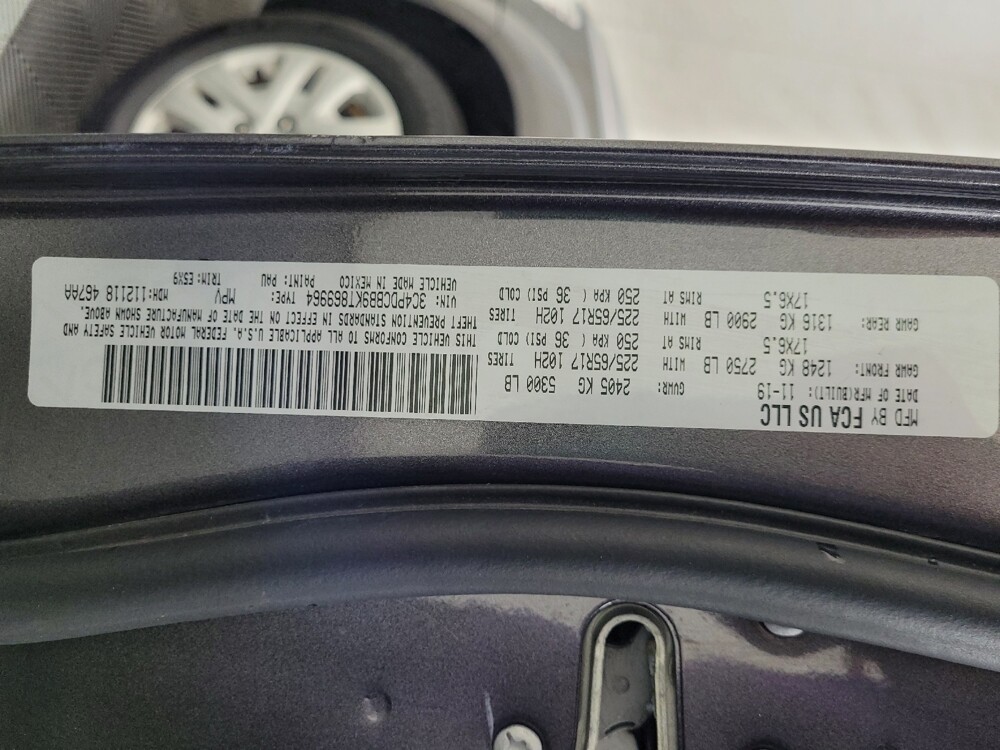 MFD BY FCA US LLC
DATE OF MFR(BUILT): 11-19 GVWR: 2405 KG 5300 LB
GAWR FRONT: 1248 KG 2750 LB WITH TIRES 225/65R17 102H
17X6.5 RIMS AT 250 KPA ( 36 PSI) COLD
GAWR REAR: 1316 KG 2900 LB WITH TIRES 225/65R17 102H
17X6.5 RIMS AT 250 KPA ( 36 PSI) COLD
THIS VEHICLE CONFORMS TO ALL APPLICABLE U.S.A. FEDERAL MOTOR VEHICLE SAFETY AND
THEFT PREVENTION STANDARDS IN EFFECT ON THE DATE OF MANUFACTURE SHOWN ABOVE.
VIN: 3C4PDCBB9KT869964 TYPE: MPV MDH: 112118 467AA
VEHICLE MADE IN MEXICO PAINT: PAU TRIM: E5X9